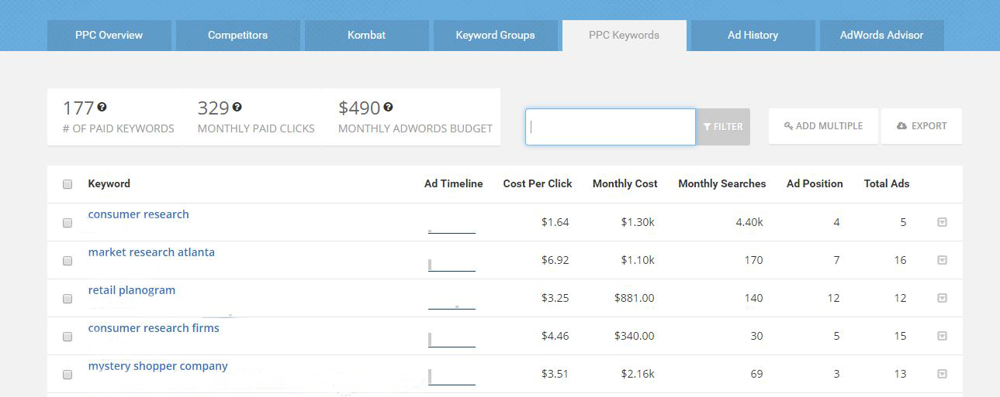 PPC Overview Competitors Kombat Keyword Groups PPC Keywords Ad History AdWords Advisor
177 329 $490
# OF PAID KEYWORDS MONTHLY PAID CLICKS MONTHLY ADWORDS BUDGET
FILTER ADD MULTIPLE EXPORT
Keyword Ad Timeline Cost Per Click Monthly Cost Monthly Searches Ad Position Total Ads
consumer research $1.64 $1.30k 4.40k 4 5
market research atlanta $6.92 $1.10k 170 7 16
retail planogram $3.25 $881.00 140 12 12
consumer research firms $4.46 $340.00 30 5 15
mystery shopper company $3.51 $2.16k 69 3 13